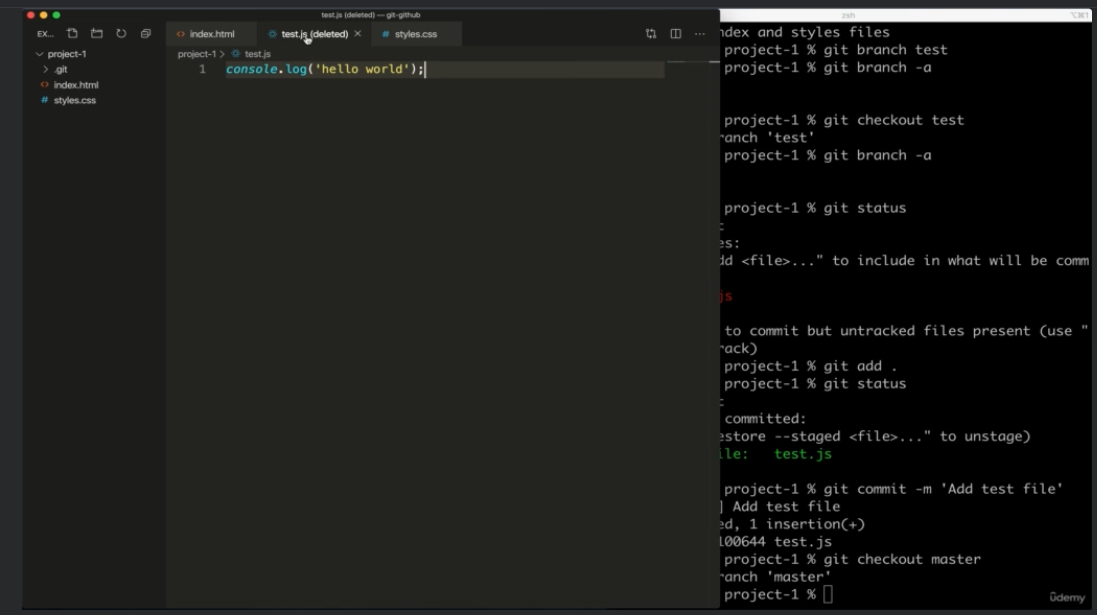 test.js (deleted) — git-github
EX...
index.html
test.js (deleted)
styles.css
project-1
.git
index.html
styles.css
project-1 > test.js
1 console.log('hello world');
zsh
⌥⌘1
ndex and styles files
project-1 % git branch test
project-1 % git branch -a
project-1 % git checkout test
ranch 'test'
project-1 % git branch -a
project-1 % git status
es:
dd <file>..." to include in what will be comm
js
to commit but untracked files present (use "
rack)
project-1 % git add .
project-1 % git status
committed:
estore --staged <file>..." to unstage)
ile: test.js
project-1 % git commit -m 'Add test file'
] Add test file
ed, 1 insertion(+)
100644 test.js
project-1 % git checkout master
ranch 'master'
project-1 %
ûdemy